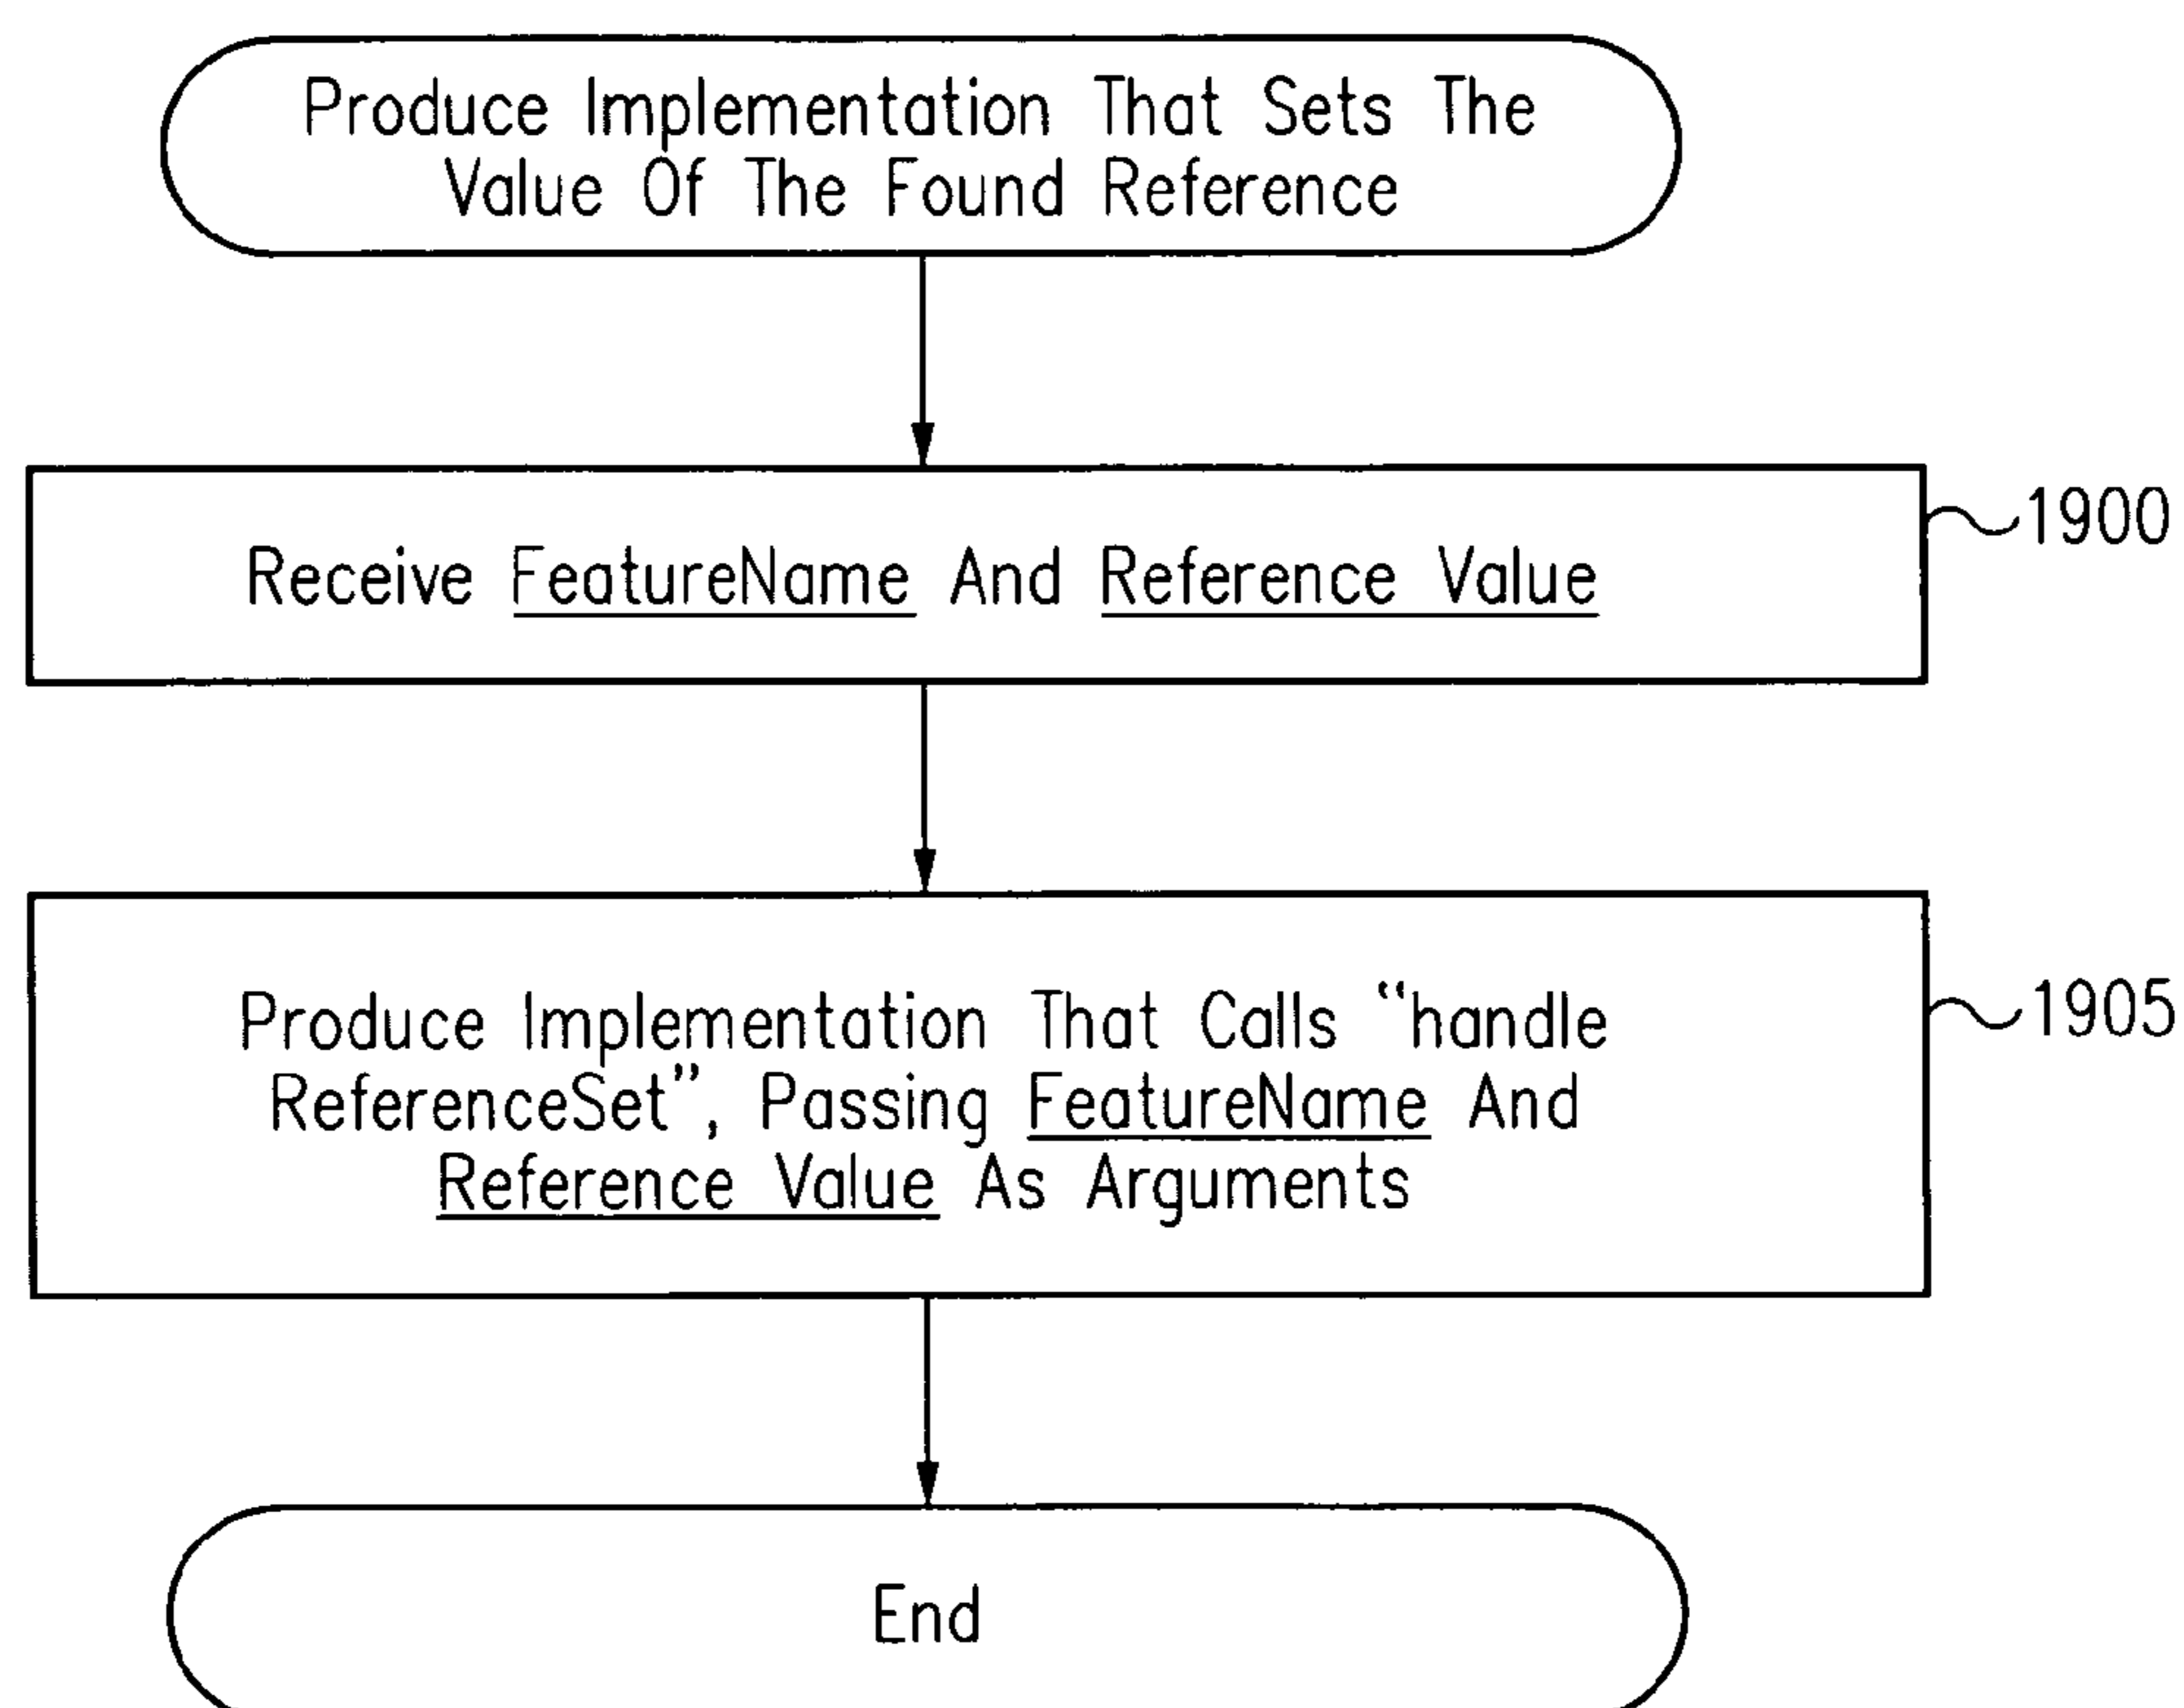 Produce Implementation That Sets The
Value Of The Found Reference
Receive FeatureName And Reference Value
1900
Produce Implementation That Calls “handle
ReferenceSet”, Passing FeatureName And
Reference Value As Arguments
1905
End